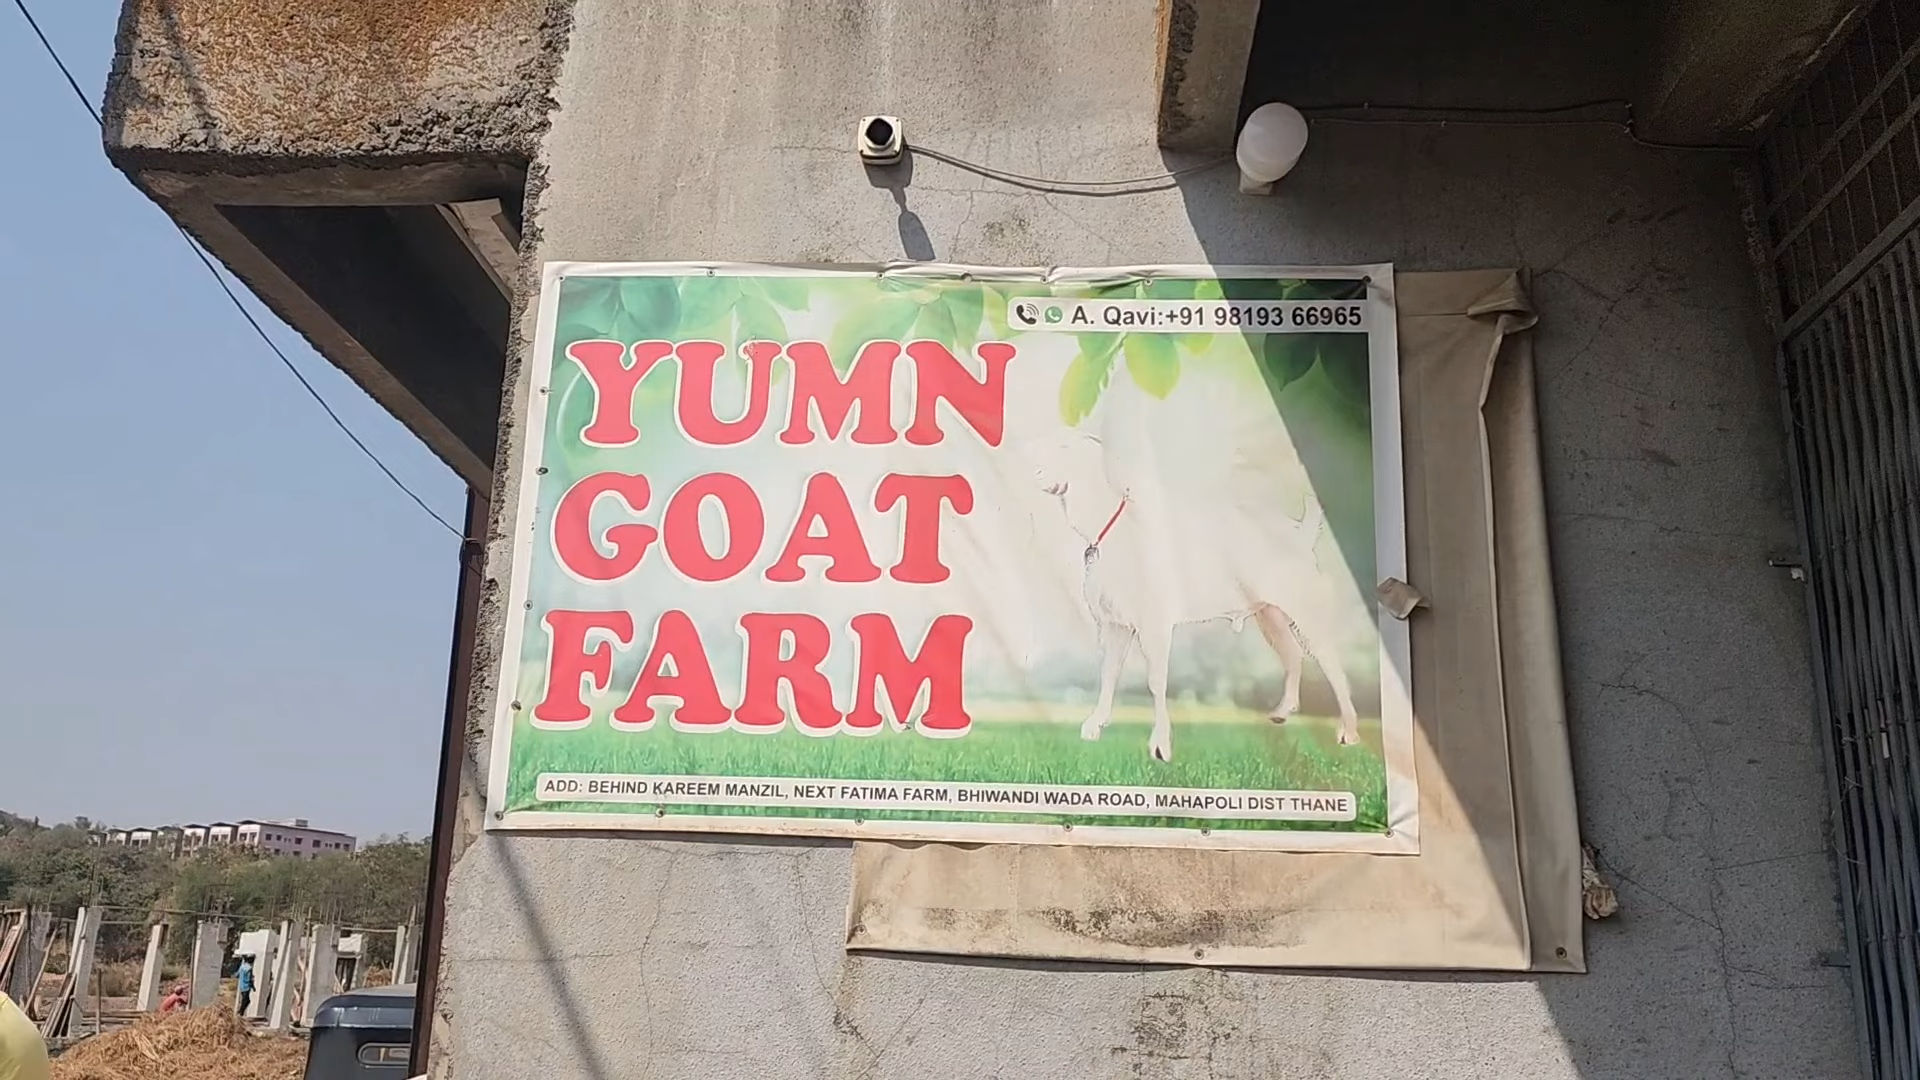 A. Qavi:+91 98193 66965
YUMN
GOAT
FARM
ADD: BEHIND KAREEM MANZIL, NEXT FATIMA FARM, BHIWANDI WADA ROAD, MAHAPOLI DIST THANE